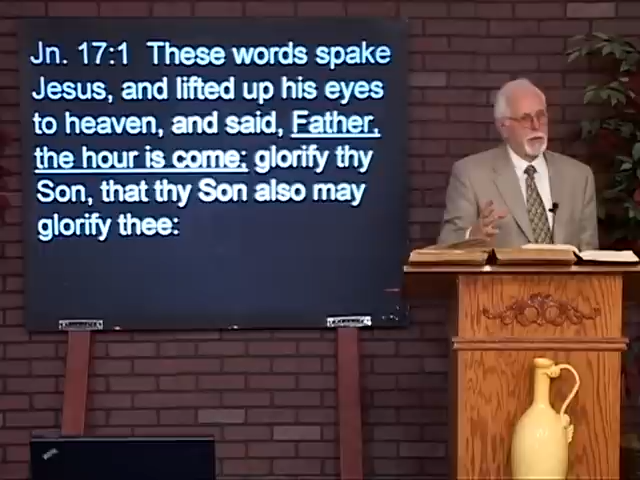 Jn. 17:1 These words spake
Jesus, and lifted up his eyes
to heaven, and said, Father,
the hour is come; glorify thy
Son, that thy Son also may
glorify thee: